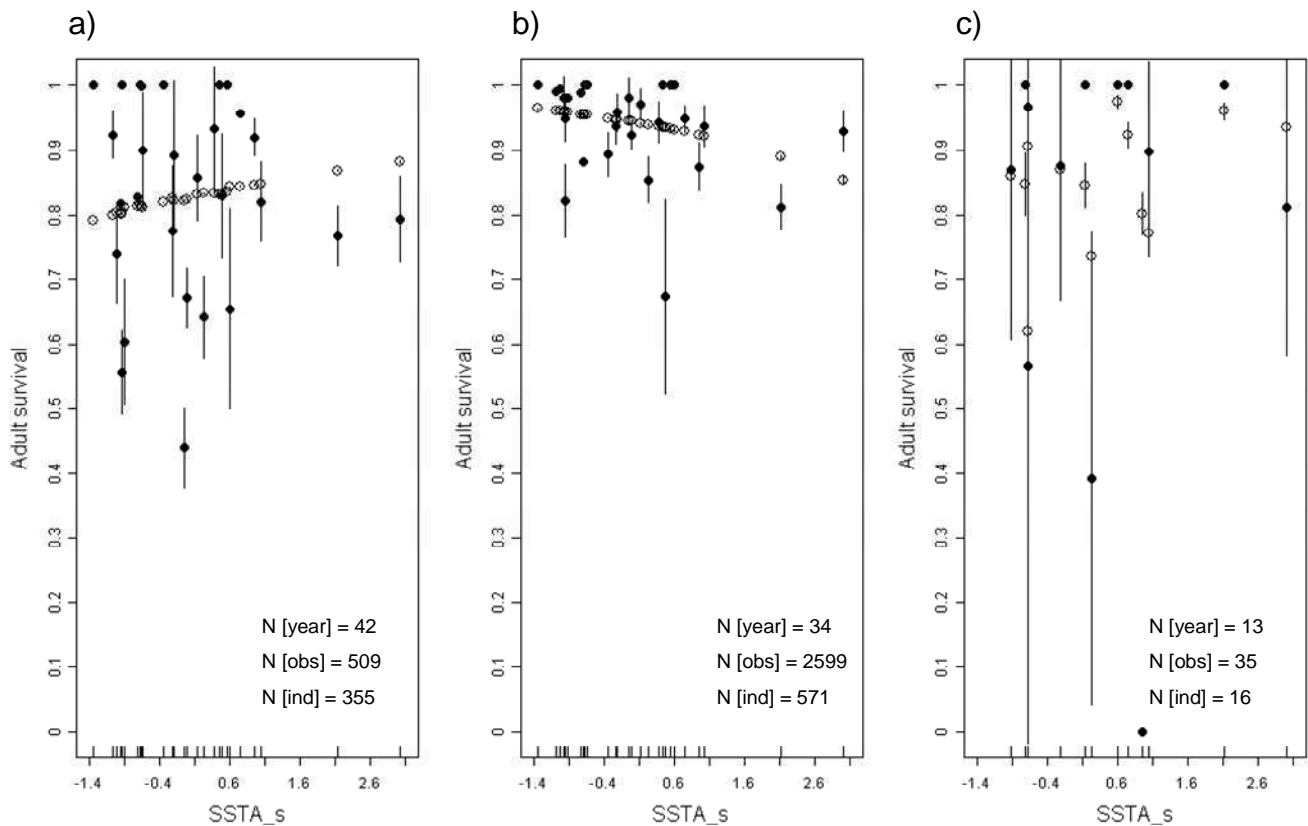 a)
Adult survival
1
0.9
0.8
0.7
0.6
0.5
0.4
0.3
0.2
0.1
0
N [year] = 42
N [obs] = 509
N [ind] = 355
-1.4 -0.4 0.6 1.6 2.6
SSTA_s
b)
Adult survival
1
0.9
0.8
0.7
0.6
0.5
0.4
0.3
0.2
0.1
0
N [year] = 34
N [obs] = 2599
N [ind] = 571
-1.4 -0.4 0.6 1.6 2.6
SSTA_s
c)
Adult survival
1
0.9
0.8
0.7
0.6
0.5
0.4
0.3
0.2
0.1
0
N [year] = 13
N [obs] = 35
N [ind] = 16
-1.4 -0.4 0.6 1.6 2.6
SSTA_s